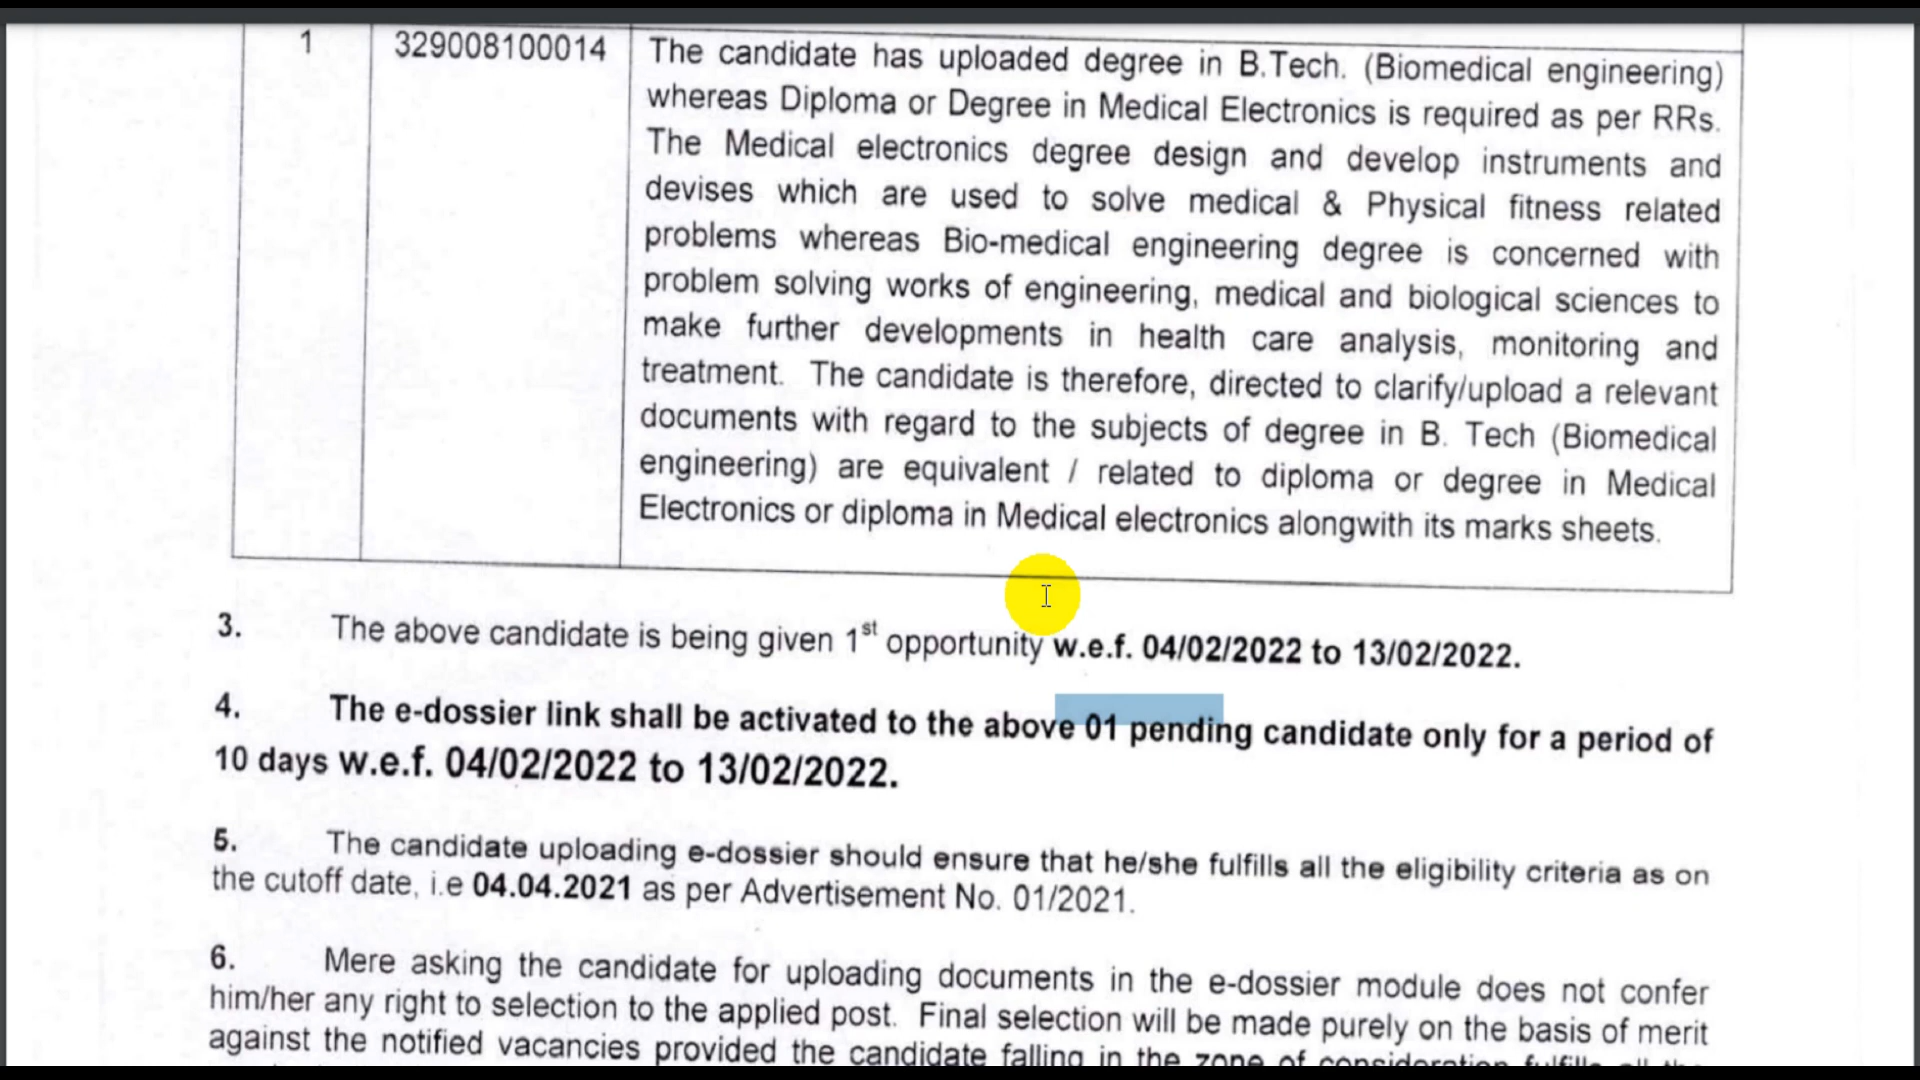 1 329008100014 The candidate has uploaded degree in B.Tech. (Biomedical engineering)
whereas Diploma or Degree in Medical Electronics is required as per RRs.
The Medical electronics degree design and develop instruments and
devises which are used to solve medical & Physical fitness related
problems whereas Bio-medical engineering degree is concerned with
problem solving works of engineering, medical and biological sciences to
make further developments in health care analysis, monitoring and
treatment. The candidate is therefore, directed to clarify/upload a relevant
documents with regard to the subjects of degree in B. Tech (Biomedical
engineering) are equivalent / related to diploma or degree in Medical
Electronics or diploma in Medical electronics alongwith its marks sheets.
3. The above candidate is being given 1st opportunity w.e.f. 04/02/2022 to 13/02/2022.
4. The e-dossier link shall be activated to the above 01 pending candidate only for a period of
10 days w.e.f. 04/02/2022 to 13/02/2022.
5. The candidate uploading e-dossier should ensure that he/she fulfills all the eligibility criteria as on
the cutoff date, i.e 04.04.2021 as per Advertisement No. 01/2021.
6. Mere asking the candidate for uploading documents in the e-dossier module does not confer
him/her any right to selection to the applied post. Final selection will be made purely on the basis of merit
against the notified vacancies provided the candidate falling in the zone of consideration fulfills all the